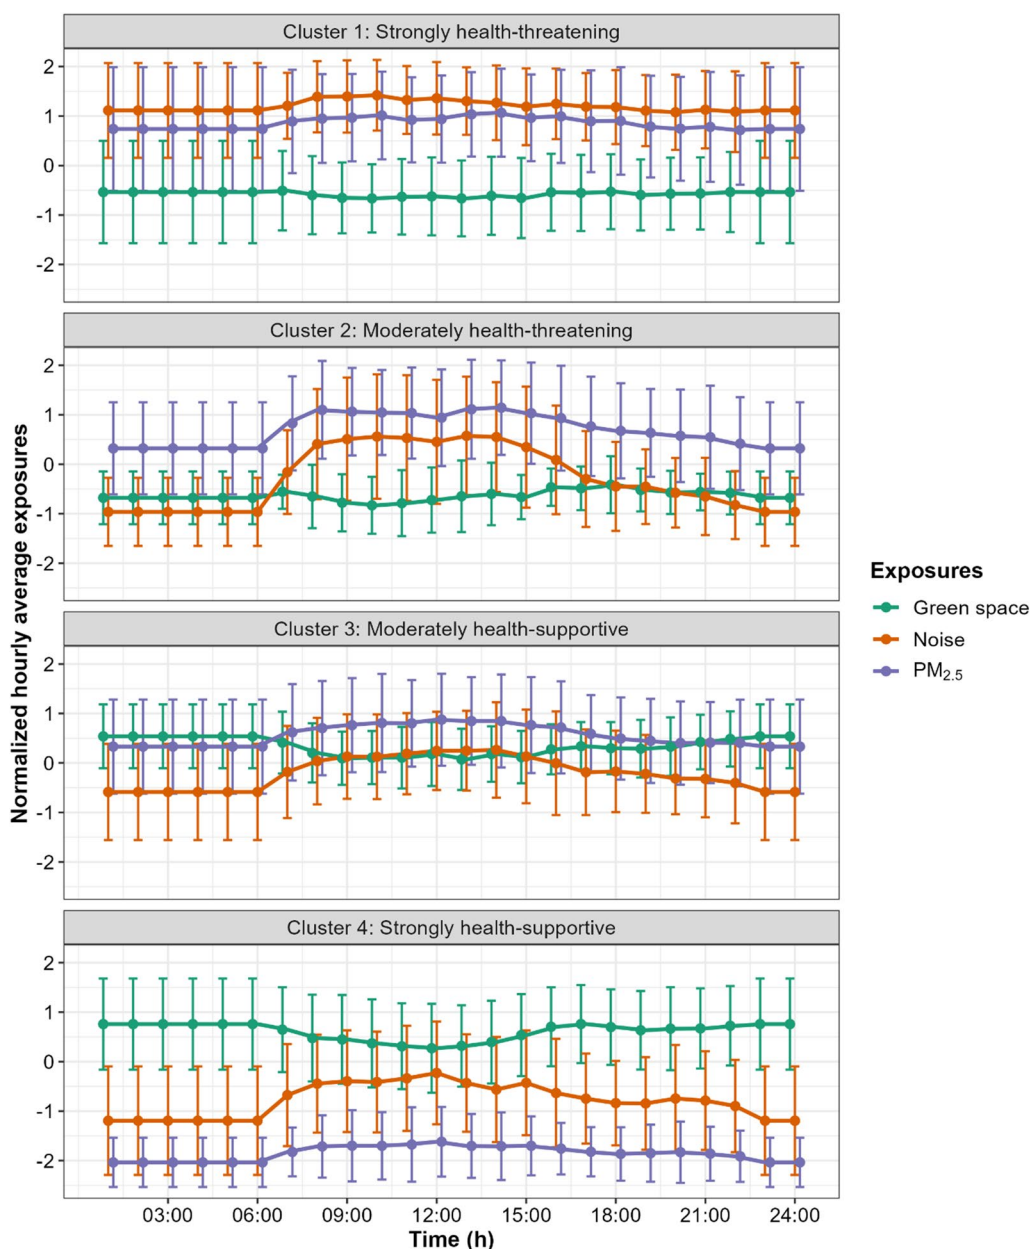 Cluster 1: Strongly health-threatening
2
1
0
-1
-2
Cluster 2: Moderately health-threatening
2
1
0
-1
-2
Cluster 3: Moderately health-supportive
2
1
0
-1
-2
Cluster 4: Strongly health-supportive
2
1
0
-1
-2
03:00 06:00 09:00 12:00 15:00 18:00 21:00 24:00
Time (h)
Normalized hourly average exposures
Exposures
Green space
Noise
PM2.5